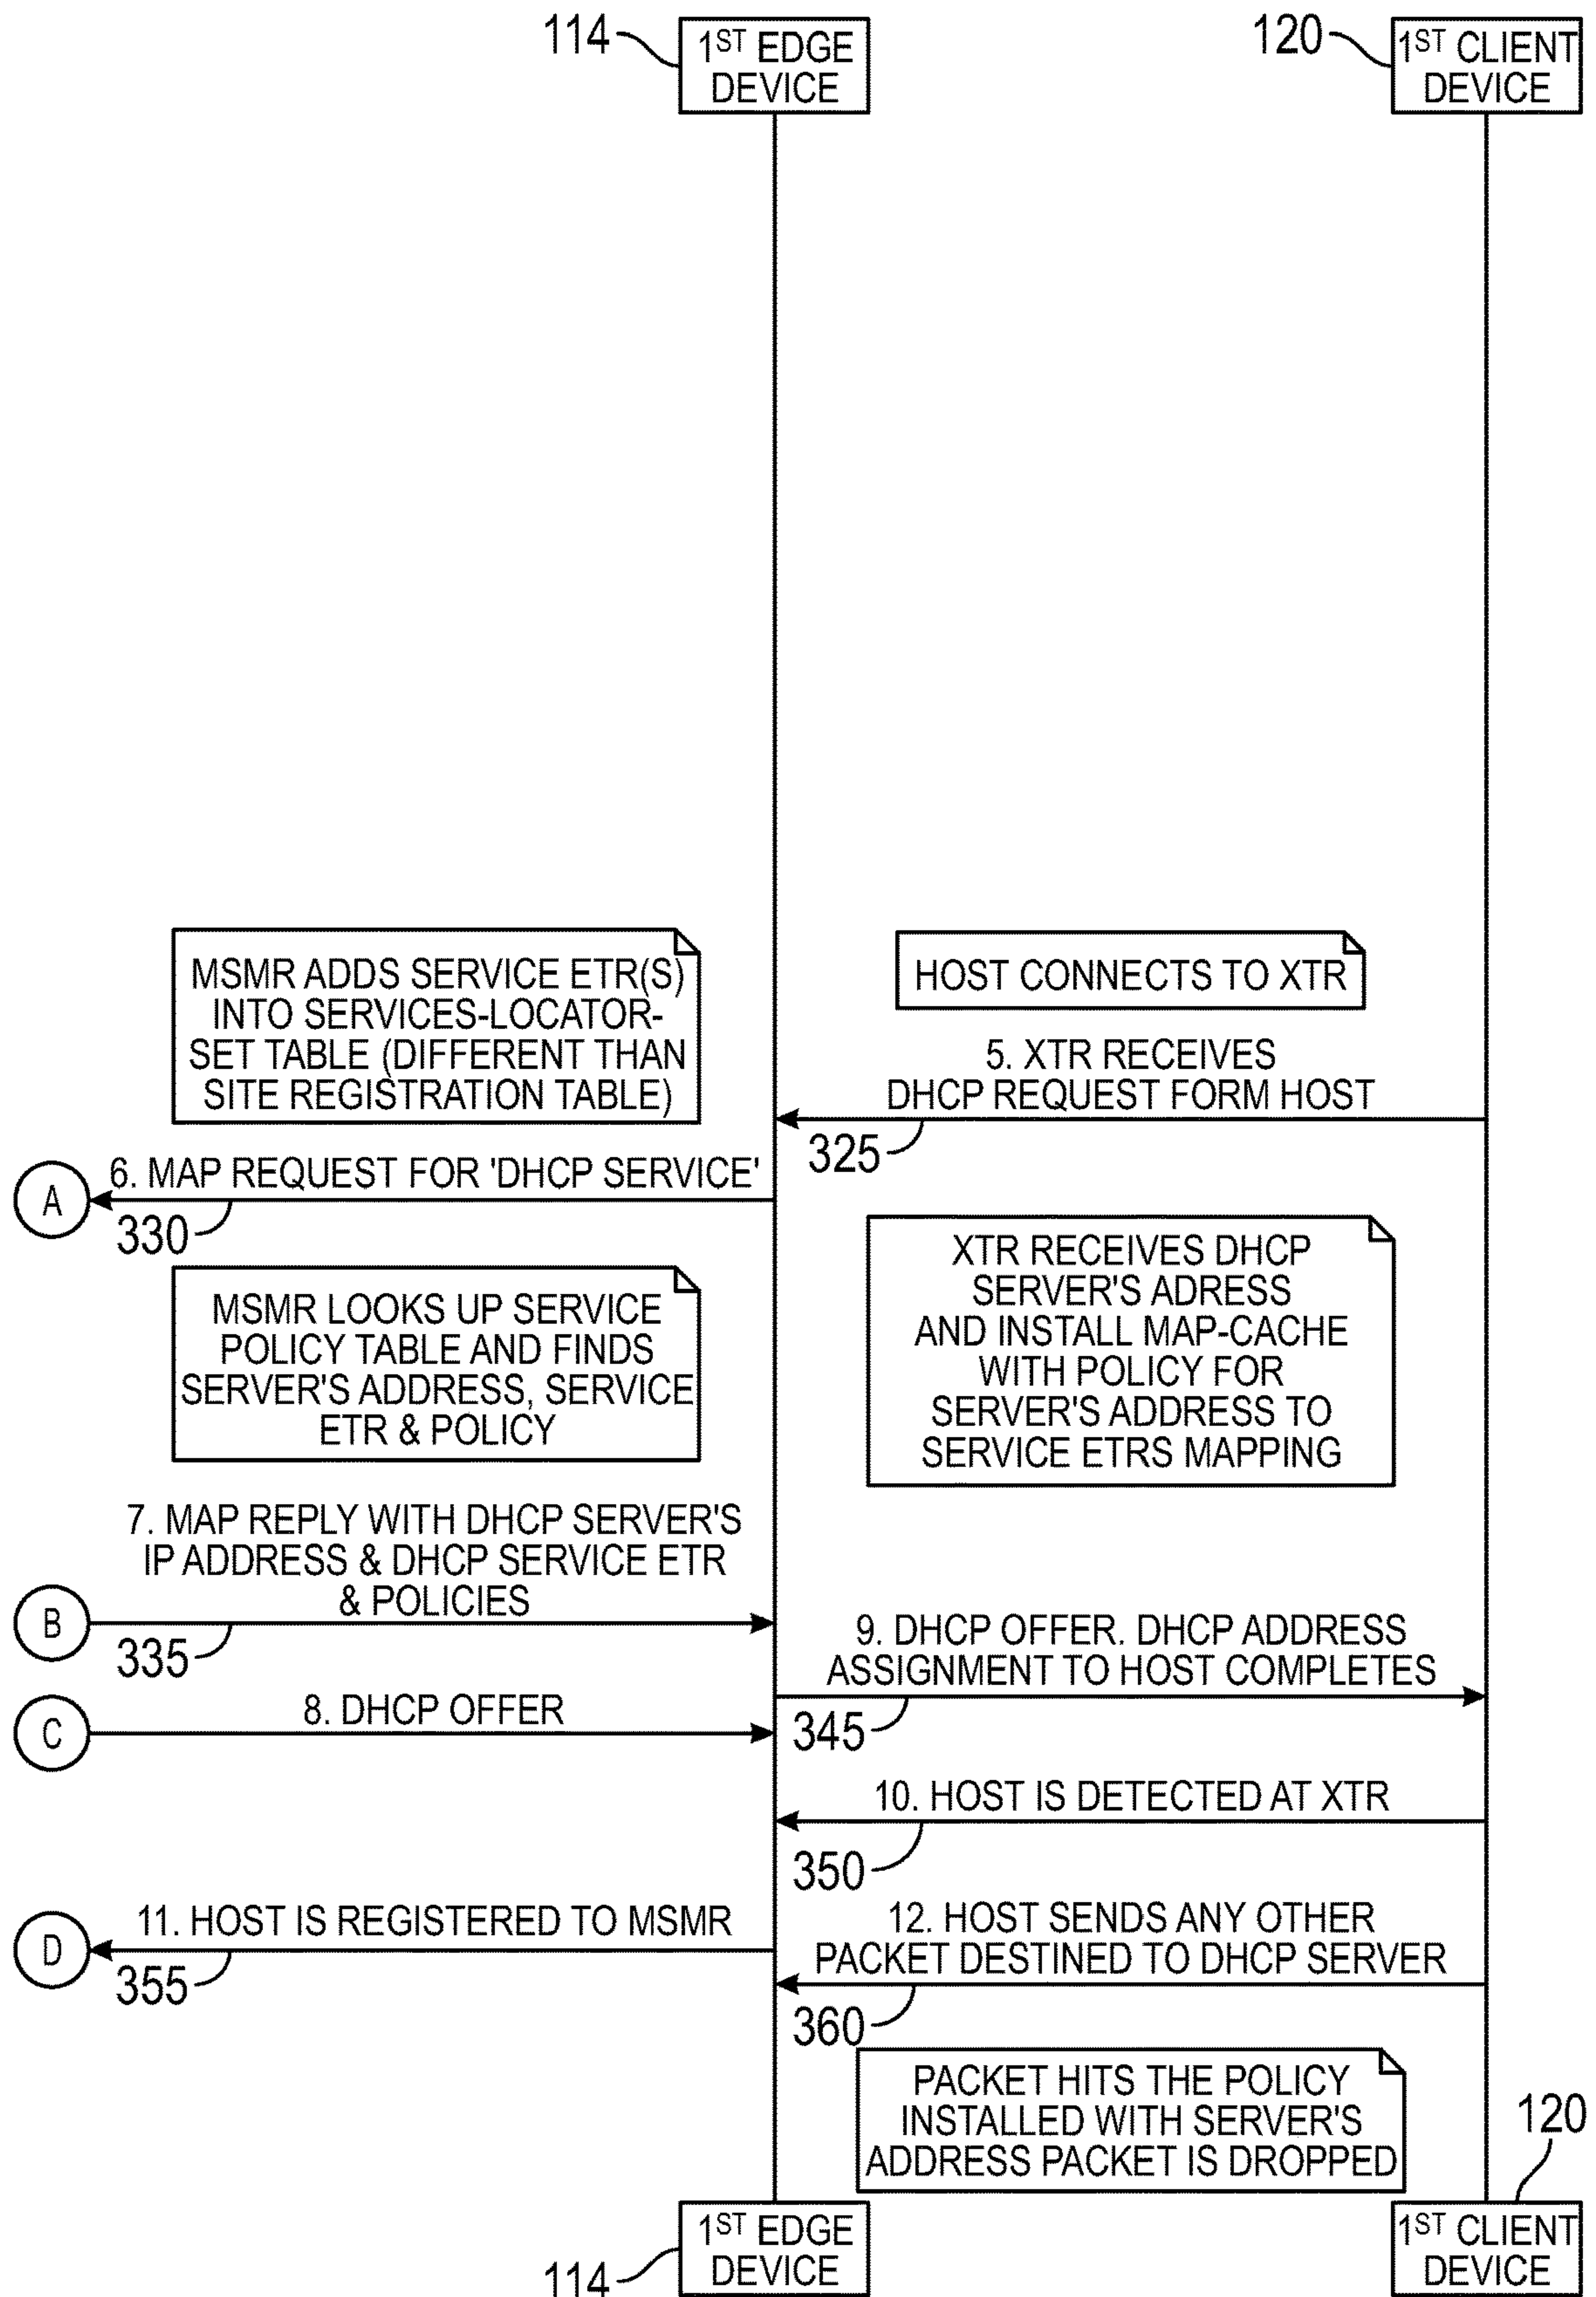 114
1ST EDGE
DEVICE
120
1ST CLIENT
DEVICE
MSMR ADDS SERVICE ETR(S)
INTO SERVICES-LOCATOR-
SET TABLE (DIFFERENT THAN
SITE REGISTRATION TABLE)
HOST CONNECTS TO XTR
5. XTR RECEIVES
DHCP REQUEST FORM HOST
325
A
6. MAP REQUEST FOR 'DHCP SERVICE'
330
XTR RECEIVES DHCP
SERVER'S ADRESS
AND INSTALL MAP-CACHE
WITH POLICY FOR
SERVER'S ADDRESS TO
SERVICE ETRS MAPPING
MSMR LOOKS UP SERVICE
POLICY TABLE AND FINDS
SERVER'S ADDRESS, SERVICE
ETR & POLICY
7. MAP REPLY WITH DHCP SERVER'S
IP ADDRESS & DHCP SERVICE ETR
& POLICIES
B
335
9. DHCP OFFER. DHCP ADDRESS
ASSIGNMENT TO HOST COMPLETES
345
C
8. DHCP OFFER
10. HOST IS DETECTED AT XTR
350
D
11. HOST IS REGISTERED TO MSMR
355
12. HOST SENDS ANY OTHER
PACKET DESTINED TO DHCP SERVER
360
PACKET HITS THE POLICY
INSTALLED WITH SERVER'S
ADDRESS PACKET IS DROPPED
114
1ST EDGE
DEVICE
120
1ST CLIENT
DEVICE